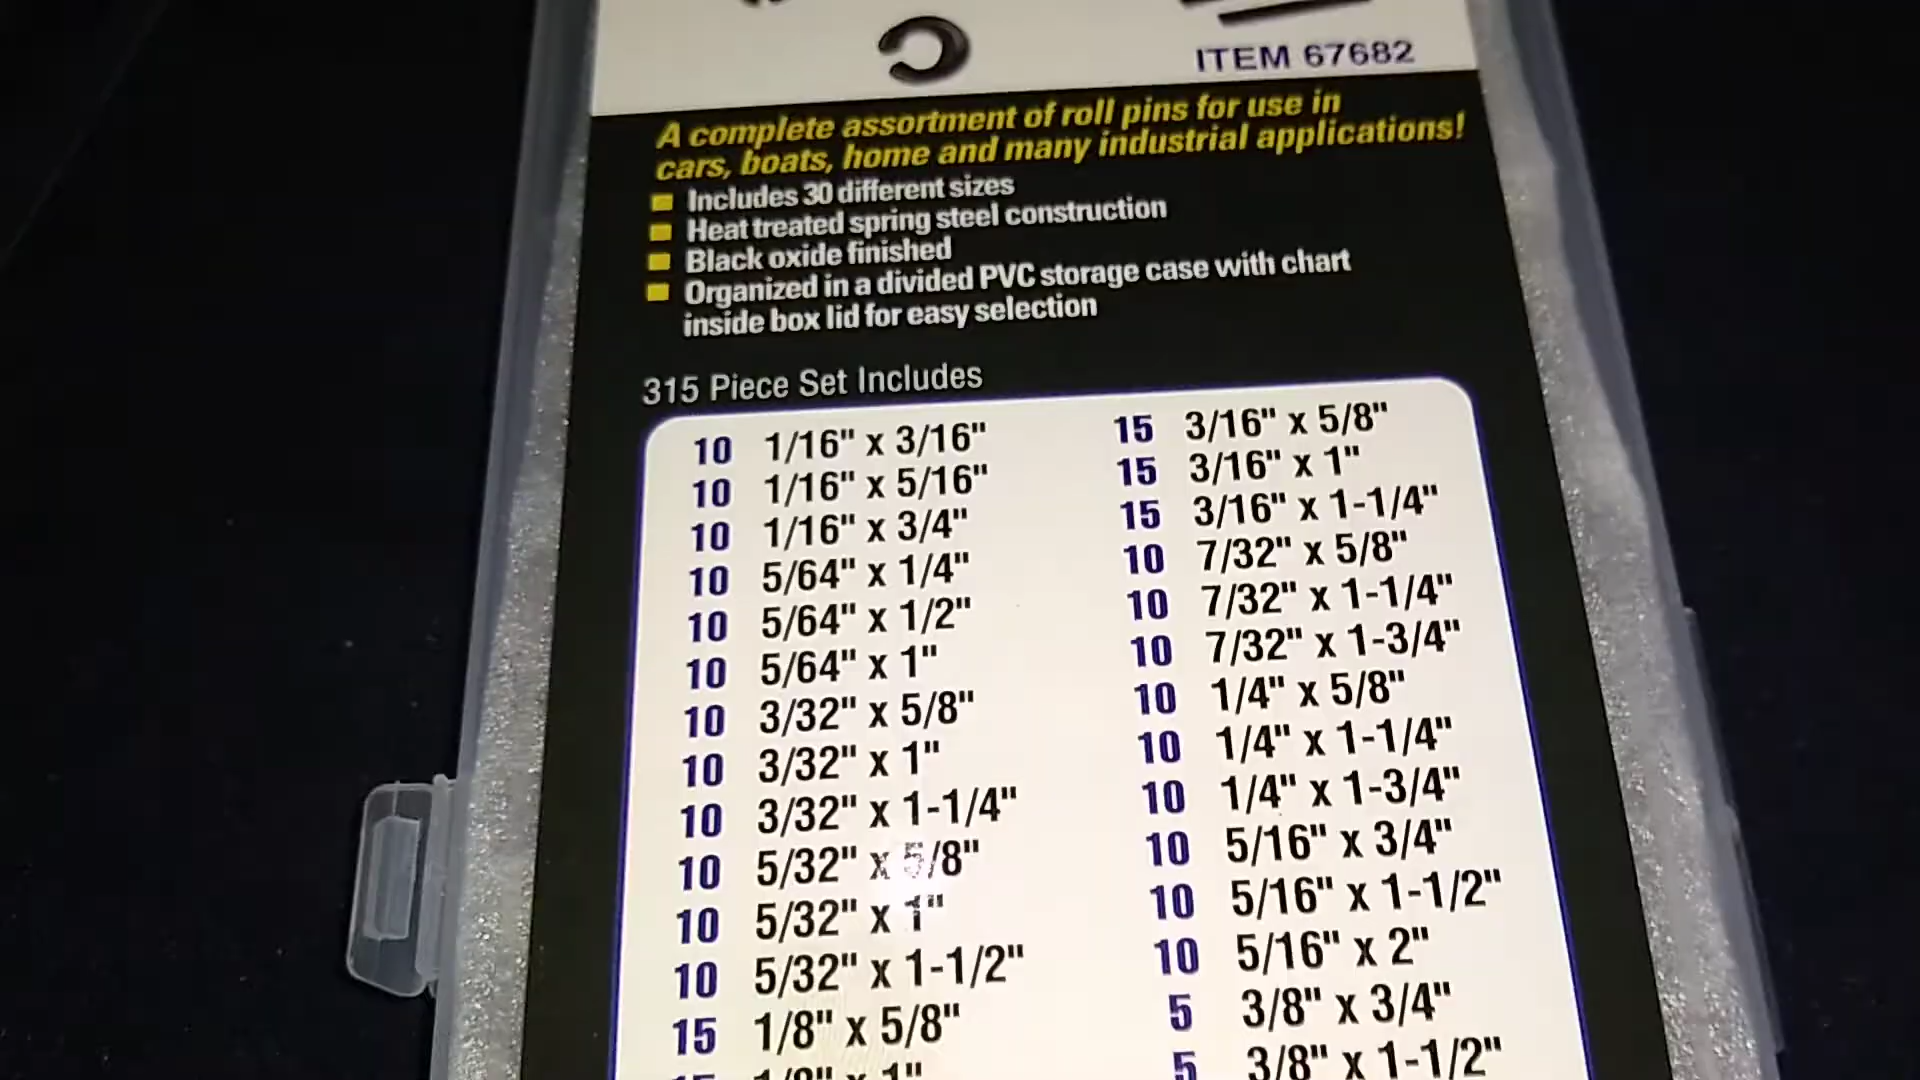 ITEM 67682
A complete assortment of roll pins for use in
cars, boats, home and many industrial applications!
Includes 30 different sizes
Heat treated spring steel construction
Black oxide finished
Organized in a divided PVC storage case with chart
inside box lid for easy selection
315 Piece Set Includes
10 1/16" x 3/16"
10 1/16" x 5/16"
10 1/16" x 3/4"
10 5/64" x 1/4"
10 5/64" x 1/2"
10 5/64" x 1"
10 3/32" x 5/8"
10 3/32" x 1"
10 3/32" x 1-1/4"
10 5/32" x 5/8"
10 5/32" x 1"
10 5/32" x 1-1/2"
15 1/8" x 5/8"
15 1/8" x 1"
15 3/16" x 5/8"
15 3/16" x 1"
15 3/16" x 1-1/4"
10 7/32" x 5/8"
10 7/32" x 1-1/4"
10 7/32" x 1-3/4"
10 1/4" x 5/8"
10 1/4" x 1-1/4"
10 1/4" x 1-3/4"
10 5/16" x 3/4"
10 5/16" x 1-1/2"
10 5/16" x 2"
5 3/8" x 3/4"
5 3/8" x 1-1/2"